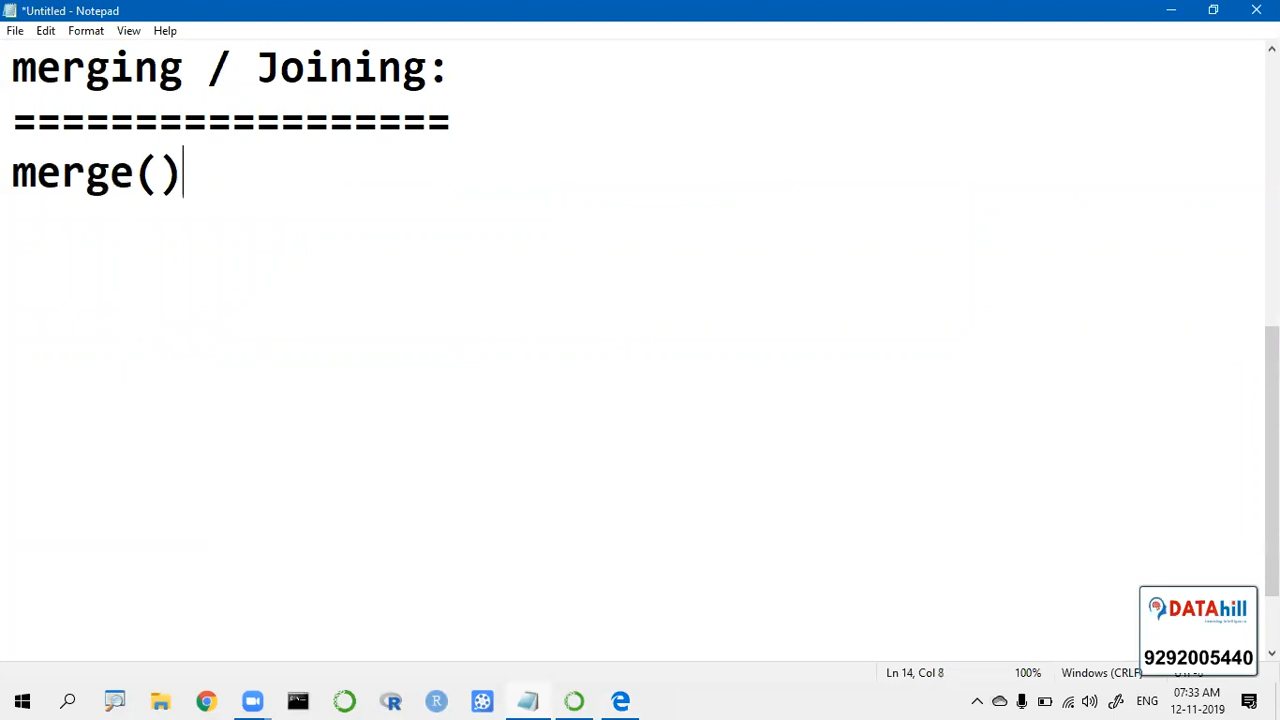 *Untitled - Notepad
File Edit Format View Help
merging / Joining:
==================
merge()
DATAhill
9292005440
Ln 14, Col 8 100% Windows (CRLF)
ENG
07:33 AM
12-11-2019